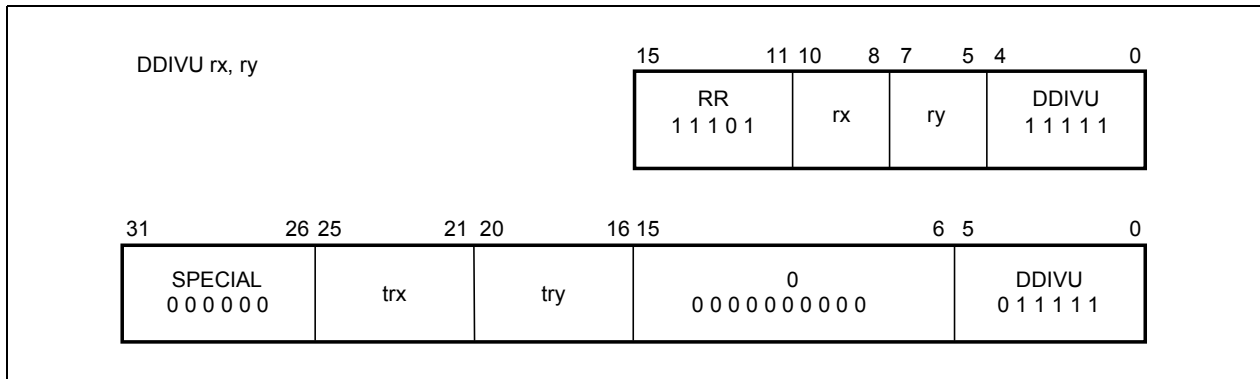 DDIVU rx, ry
15 11 10 8 7 5 4 0
RR rx ry DDIVU
1 1 1 0 1 1 1 1 1 1
31 26 25 21 20 16 15 6 5 0
SPECIAL trx try 0 DDIVU
0 0 0 0 0 0 0 0 0 0 0 0 0 0 0 0 0 1 1 1 1 1